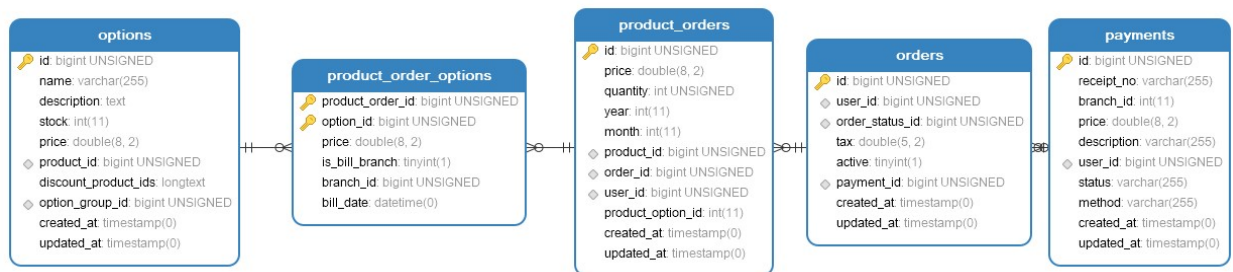 options
id: bigint UNSIGNED
name: varchar(255)
description: text
stock: int(11)
price: double(8, 2)
product_id: bigint UNSIGNED
discount_product_ids: longtext
option_group_id: bigint UNSIGNED
created_at: timestamp(0)
updated_at: timestamp(0)
product_order_options
product_order_id: bigint UNSIGNED
option_id: bigint UNSIGNED
price: double(8, 2)
is_bill_branch: tinyint(1)
branch_id: bigint UNSIGNED
bill_date: datetime(0)
product_orders
id: bigint UNSIGNED
price: double(8, 2)
quantity: int UNSIGNED
year: int(11)
month: int(11)
product_id: bigint UNSIGNED
order_id: bigint UNSIGNED
user_id: bigint UNSIGNED
product_option_id: int(11)
created_at: timestamp(0)
updated_at: timestamp(0)
orders
id: bigint UNSIGNED
user_id: bigint UNSIGNED
order_status_id: bigint UNSIGNED
tax: double(5, 2)
active: tinyint(1)
payment_id: bigint UNSIGNED
created_at: timestamp(0)
updated_at: timestamp(0)
payments
id: bigint UNSIGNED
receipt_no: varchar(255)
branch_id: int(11)
price: double(8, 2)
description: varchar(255)
user_id: bigint UNSIGNED
status: varchar(255)
method: varchar(255)
created_at: timestamp(0)
updated_at: timestamp(0)